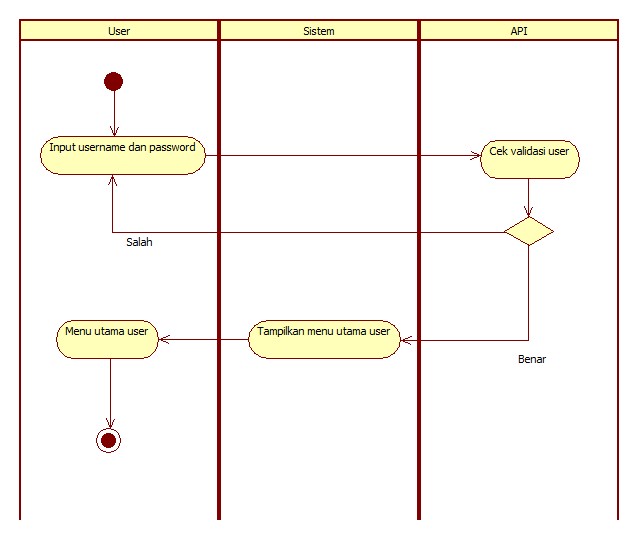 User
Sistem
API
Input username dan password
Cek validasi user
Salah
Menu utama user
Tampilkan menu utama user
Benar